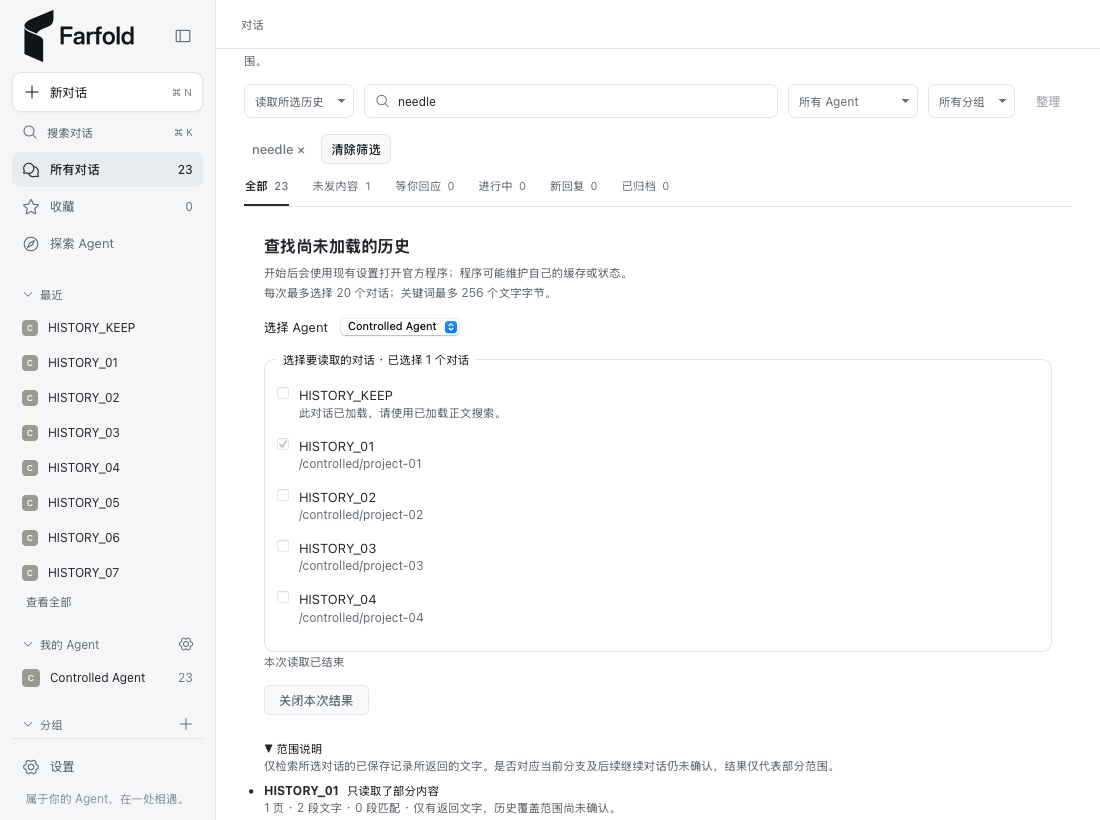 Farfold
新对话 ⌘ N
搜索对话 ⌘ K
所有对话 23
收藏 0
探索 Agent
最近
C HISTORY_KEEP
C HISTORY_01
C HISTORY_02
C HISTORY_03
C HISTORY_04
C HISTORY_05
C HISTORY_06
C HISTORY_07
查看全部
我的 Agent
C Controlled Agent 23
分组
设置
属于你的 Agent，在一处相遇。
对话
围。
读取所选历史 needle 所有 Agent 所有分组 整理
needle × 清除筛选
全部 23 未发内容 1 等你回应 0 进行中 0 新回复 0 已归档 0
查找尚未加载的历史
开始后会使用现有设置打开官方程序；程序可能维护自己的缓存或状态。
每次最多选择 20 个对话；关键词最多 256 个文字字节。
选择 Agent Controlled Agent
选择要读取的对话 · 已选择 1 个对话
HISTORY_KEEP
此对话已加载，请使用已加载正文搜索。
HISTORY_01
/controlled/project-01
HISTORY_02
/controlled/project-02
HISTORY_03
/controlled/project-03
HISTORY_04
/controlled/project-04
本次读取已结束
关闭本次结果
▼ 范围说明
仅检索所选对话的已保存记录所返回的文字。是否对应当前分支及后续继续对话仍未确认，结果仅代表部分范围。
• HISTORY_01 只读取了部分内容
1 页 · 2 段文字 · 0 段匹配 · 仅有返回文字，历史覆盖范围尚未确认。